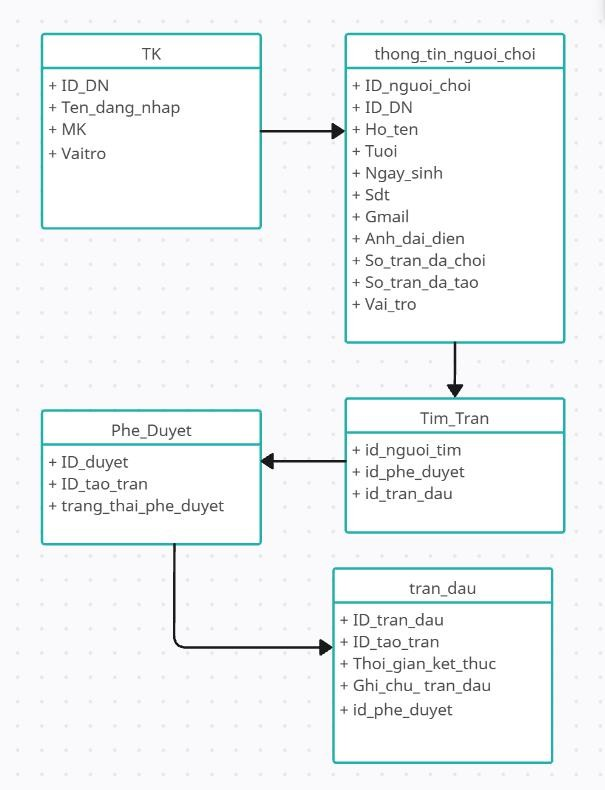 TK
+ ID_DN
+ Ten_dang_nhap
+ MK
+ Vaitro
thong_tin_nguoi_choi
+ ID_nguoi_choi
+ ID_DN
+ Ho_ten
+ Tuoi
+ Ngay_sinh
+ Sdt
+ Gmail
+ Anh_dai_dien
+ So_tran_da_choi
+ So_tran_da_tao
+ Vai_tro
Phe_Duyet
+ ID_duyet
+ ID_tao_tran
+ trang_thai_phe_duyet
Tim_Tran
+ id_nguoi_tim
+ id_phe_duyet
+ id_tran_dau
tran_dau
+ ID_tran_dau
+ ID_tao_tran
+ Thoi_gian_ket_thuc
+ Ghi_chu_ tran_dau
+ id_phe_duyet